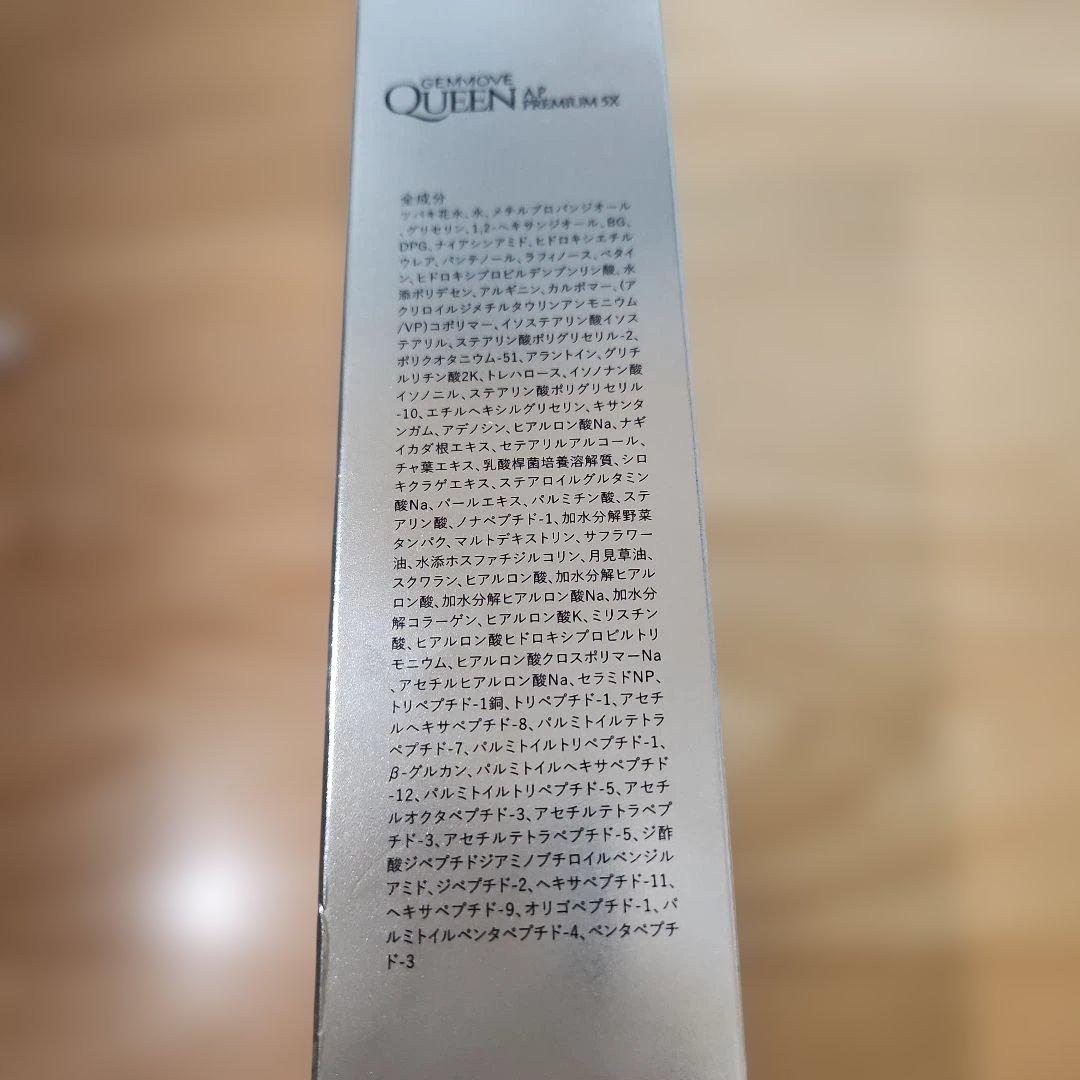 GEMMOVE
QUEEN AP
PREMIUM 5X
全成分
ツバキ花水、水、メチルプロパンジオール
、グリセリン、1,2-ヘキサンジオール、BG、
DPG、ナイアシンアミド、ヒドロキシエチル
ウレア、パンテノール、ラフィノース、ベタイ
ン、ヒドロキシプロピルデンプンリン酸、水
添ポリデセン、アルギニン、カルボマー、(ア
クリロイルジメチルタウリンアンモニウム
/VP)コポリマー、イソステアリン酸イソス
テアリル、ステアリン酸ポリグリセリル-2、
ポリクオタニウム-51、アラントイン、グリチ
ルリチン酸2K、トレハロース、イソノナン酸
イソノニル、ステアリン酸ポリグリセリル
-10、エチルヘキシルグリセリン、キサンタ
ンガム、アデノシン、ヒアルロン酸Na、ナギ
イカダ根エキス、セテアリルアルコール、
チャ葉エキス、乳酸桿菌培養溶解質、シロ
キクラゲエキス、ステアロイルグルタミン
酸Na、パールエキス、パルミチン酸、ステ
アリン酸、ノナペプチド-1、加水分解野菜
タンパク、マルトデキストリン、サフラワー
油、水添ホスファチジルコリン、月見草油、
スクワラン、ヒアルロン酸、加水分解ヒアル
ロン酸、加水分解ヒアルロン酸Na、加水分
解コラーゲン、ヒアルロン酸K、ミリスチン
酸、ヒアルロン酸ヒドロキシプロピルトリ
モニウム、ヒアルロン酸クロスポリマーNa
、アセチルヒアルロン酸Na、セラミドNP、
トリペプチド-1銅、トリペプチド-1、アセチ
ルヘキサペプチド-8、パルミトイルテトラ
ペプチド-7、パルミトイルトリペプチド-1、
β-グルカン、パルミトイルヘキサペプチド
-12、パルミトイルトリペプチド-5、アセチ
ルオクタペプチド-3、アセチルテトラペプ
チド-3、アセチルテトラペプチド-5、ジ酢
酸ジペプチドジアミノブチロイルベンジル
アミド、ジペプチド-2、ヘキサペプチド-11、
ヘキサペプチド-9、オリゴペプチド-1、パ
ルミトイルペンタペプチド-4、ペンタペプチ
ド-3